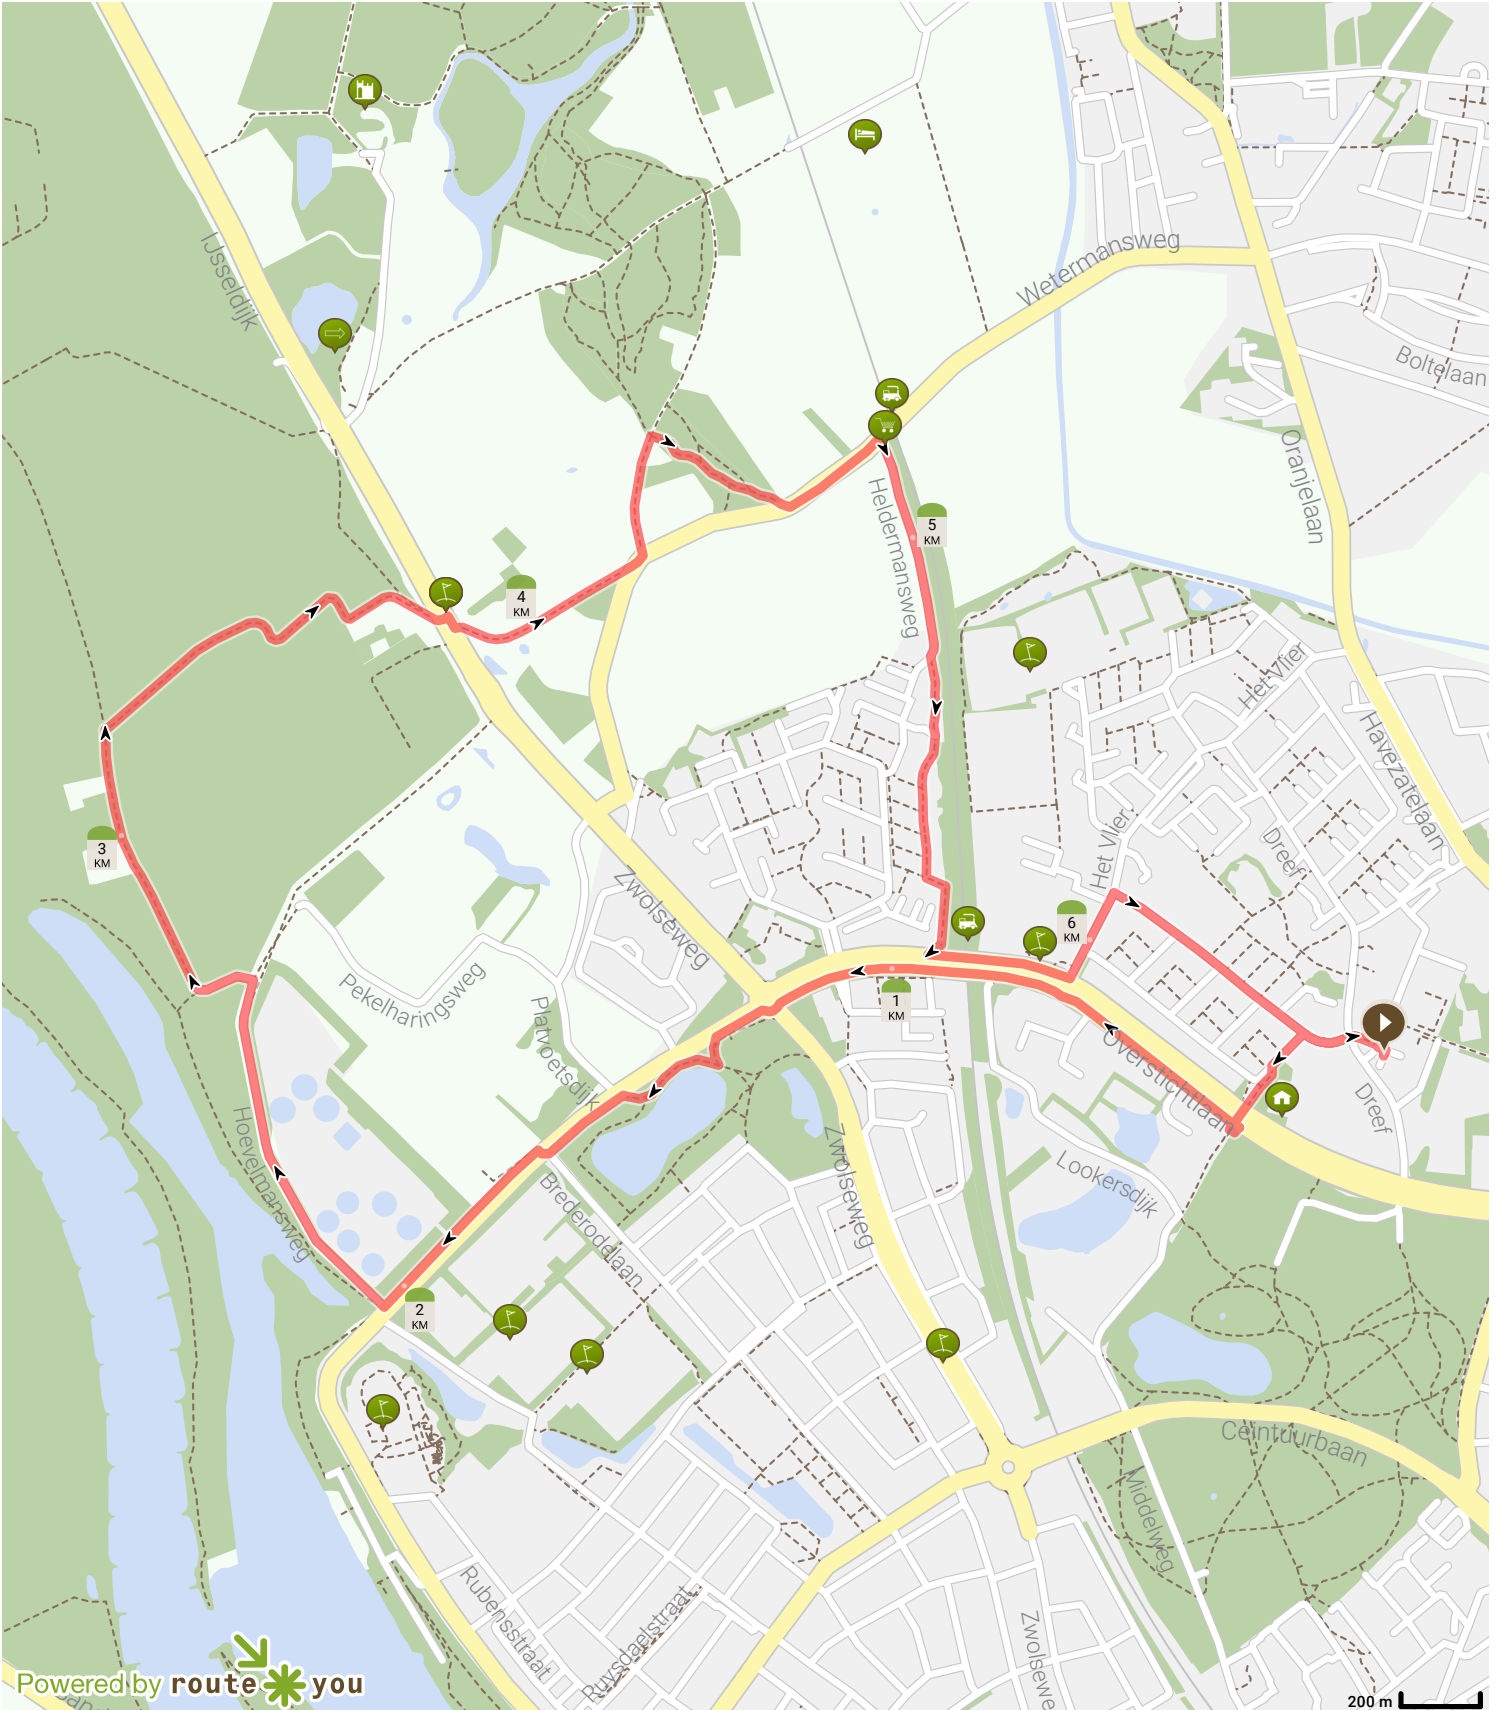 Wetermansweg
IJsseldijk
Boltelaan
Oranjelaan
Heldermansweg
5
KM
4
KM
Het Vlier
Havezatelaan
3
KM
Het Vlier
Dreef
Zwolseweg
6
KM
Pekelharingsweg
Platvoetsdijk
1
KM
Overstichtlaan
Dreef
Hoevelmansweg
Zwolseweg
Lookersdijk
Brederodelaan
2
KM
Ceintuurbaan
Middelweg
Rubensstraat
Ruysdaelstraat
Zwolsewe
Powered by route you
200 m